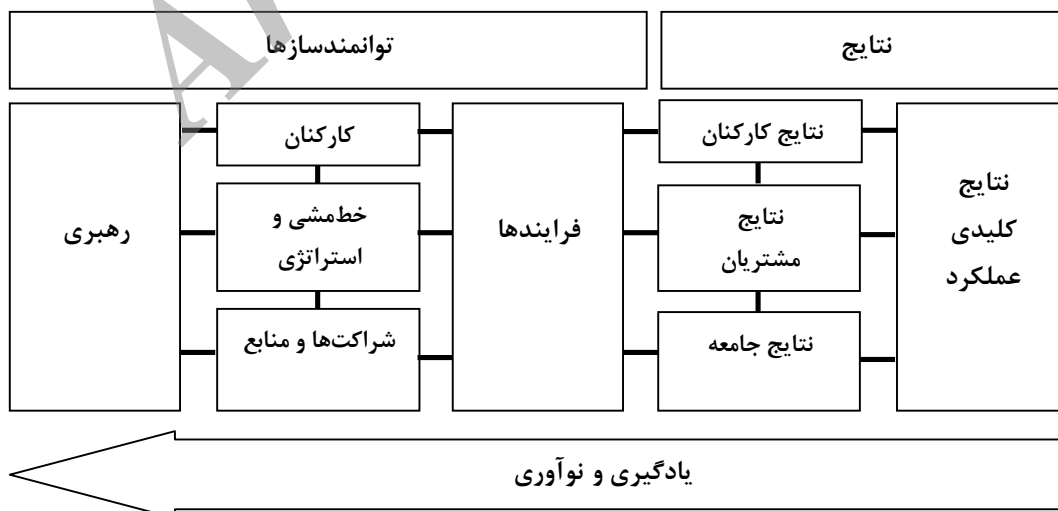 توانمندسازها
نتایج
رهبری
کارکنان
خط‌مشی و
استراتژی
شراکت‌ها و منابع
فرایندها
نتایج کارکنان
نتایج
مشتریان
نتایج جامعه
نتایج
کلیدی
عملکرد
یادگیری و نوآوری